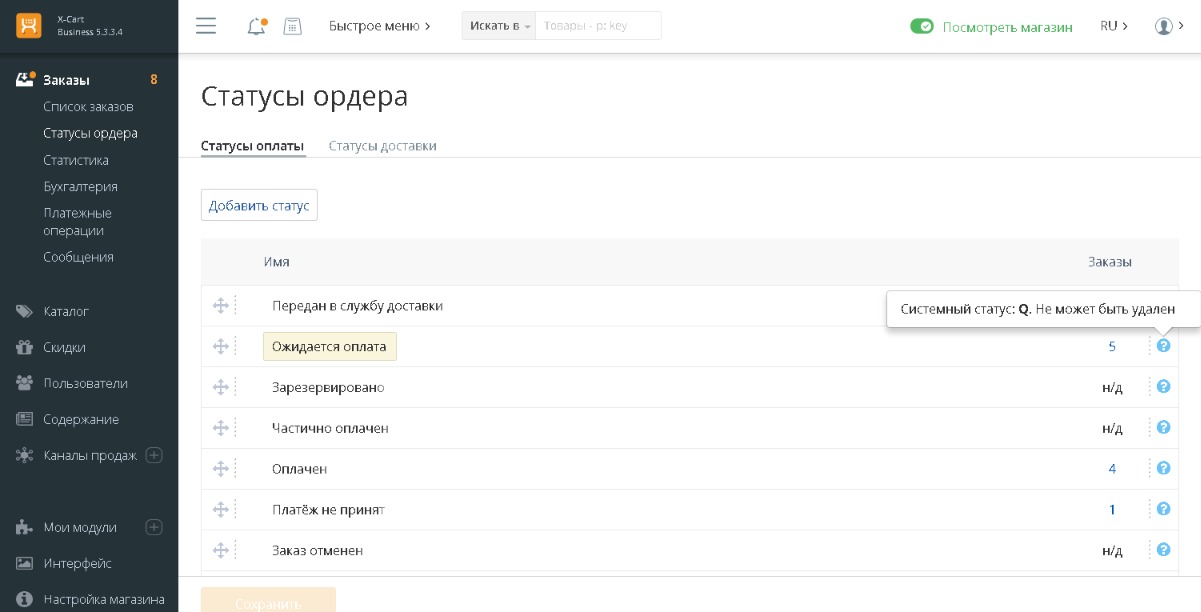 X-Cart
Business 5.3.3.4
Быстрое меню
Искать в
Товары - p: key
Посмотреть магазин
RU
Заказы
8
Список заказов
Статусы ордера
Статистика
Бухгалтерия
Платежные
операции
Сообщения
Каталог
Скидки
Пользователи
Содержание
Каналы продаж
Мои модули
Интерфейс
Настройка магазина
Статусы ордера
Статусы оплаты
Статусы доставки
Добавить статус
Имя
Заказы
Передан в службу доставки
Системный статус: Q. Не может быть удален
Ожидается оплата
5
?
Зарезервировано
н/д
?
Частично оплачен
н/д
?
Оплачен
4
?
Платёж не принят
1
?
Заказ отменен
н/д
?
Сохранить